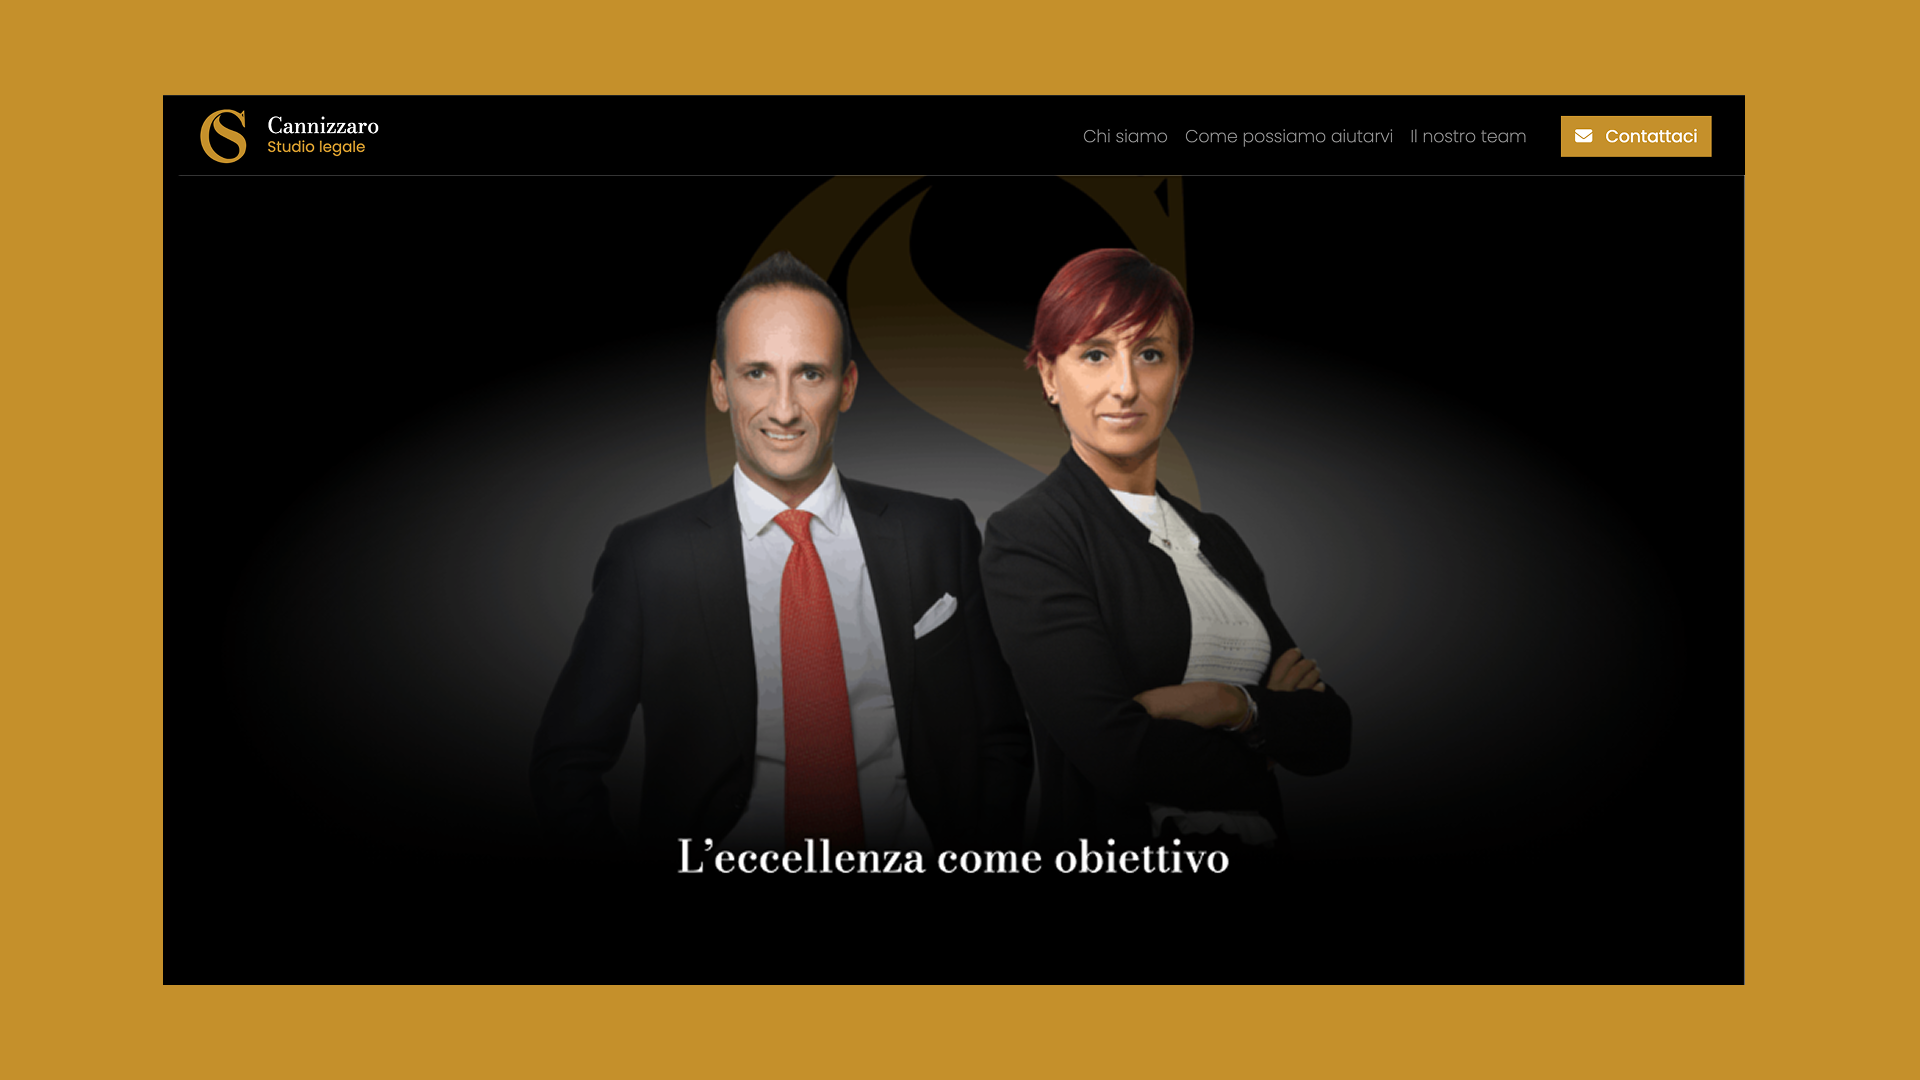 Cannizzaro
Studio legale
Chi siamo
Come possiamo aiutarvi
Il nostro team
Contattaci
L’eccellenza come obiettivo